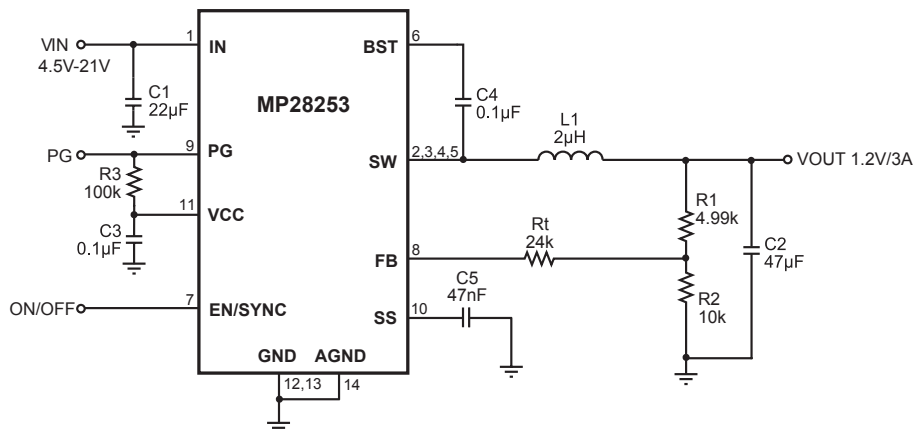 VIN
4.5V-21V
1
IN
C1
22µF
MP28253
BST
6
C4
0.1µF
L1
2µH
PG
9
PG
SW
2,3,4,5
VOUT 1.2V/3A
R3
100k
11
VCC
C3
0.1µF
R1
4.99k
Rt
24k
FB
8
C2
47µF
C5
47nF
R2
10k
ON/OFF
7
EN/SYNC
SS
10
GND
AGND
12,13
14